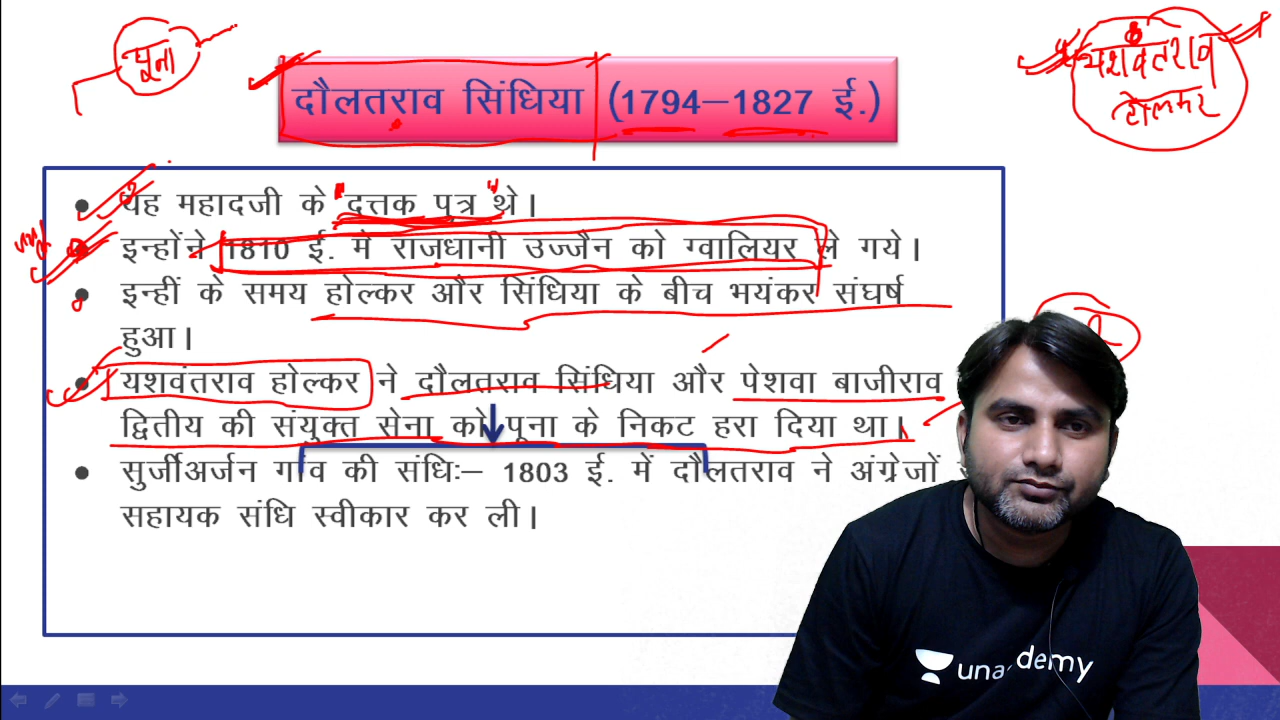 पूना
यशवंतराव
होल्कर
दौलतराव सिंधिया (1794–1827 ई.)
• यह महादजी के दत्तक पुत्र थे।
• इन्होंने 1810 ई. में राजधानी उज्जैन को ग्वालियर ले गये।
• इन्हीं के समय होल्कर और सिंधिया के बीच भयंकर संघर्ष
हुआ।
• यशवंतराव होल्कर ने दौलतराव सिंधिया और पेशवा बाजीराव
द्वितीय की संयुक्त सेना को पूना के निकट हरा दिया था।
• सुर्जीअर्जन गांव की संधिः– 1803 ई. में दौलतराव ने अंग्रेजों
सहायक संधि स्वीकार कर ली।
unademy